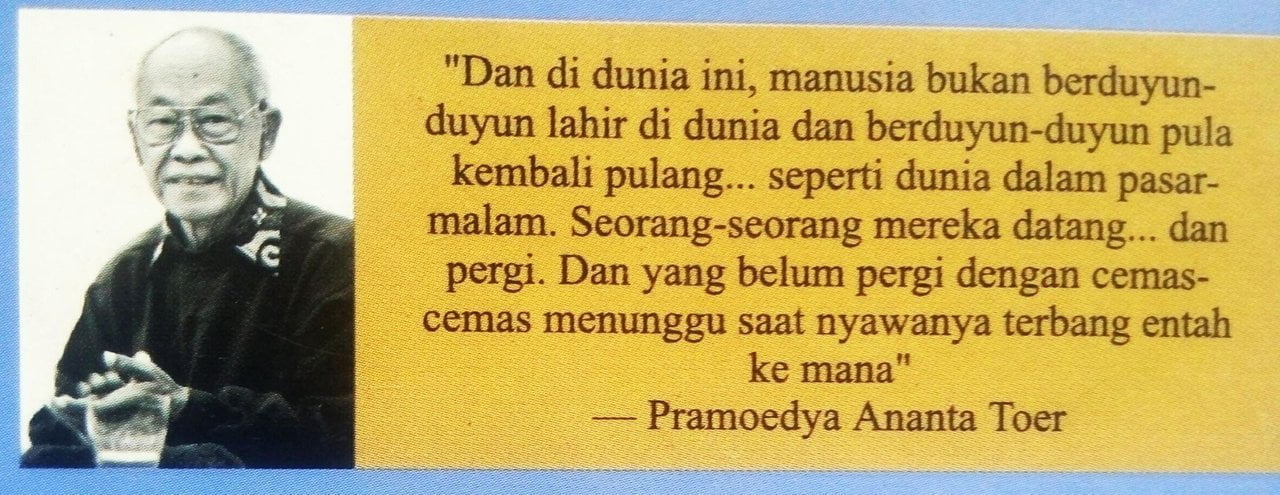 "Dan di dunia ini, manusia bukan berduyun-
duyun lahir di dunia dan berduyun-duyun pula
kembali pulang... seperti dunia dalam pasar-
malam. Seorang-seorang mereka datang... dan
pergi. Dan yang belum pergi dengan cemas-
cemas menunggu saat nyawanya terbang entah
ke mana"
— Pramoedya Ananta Toer